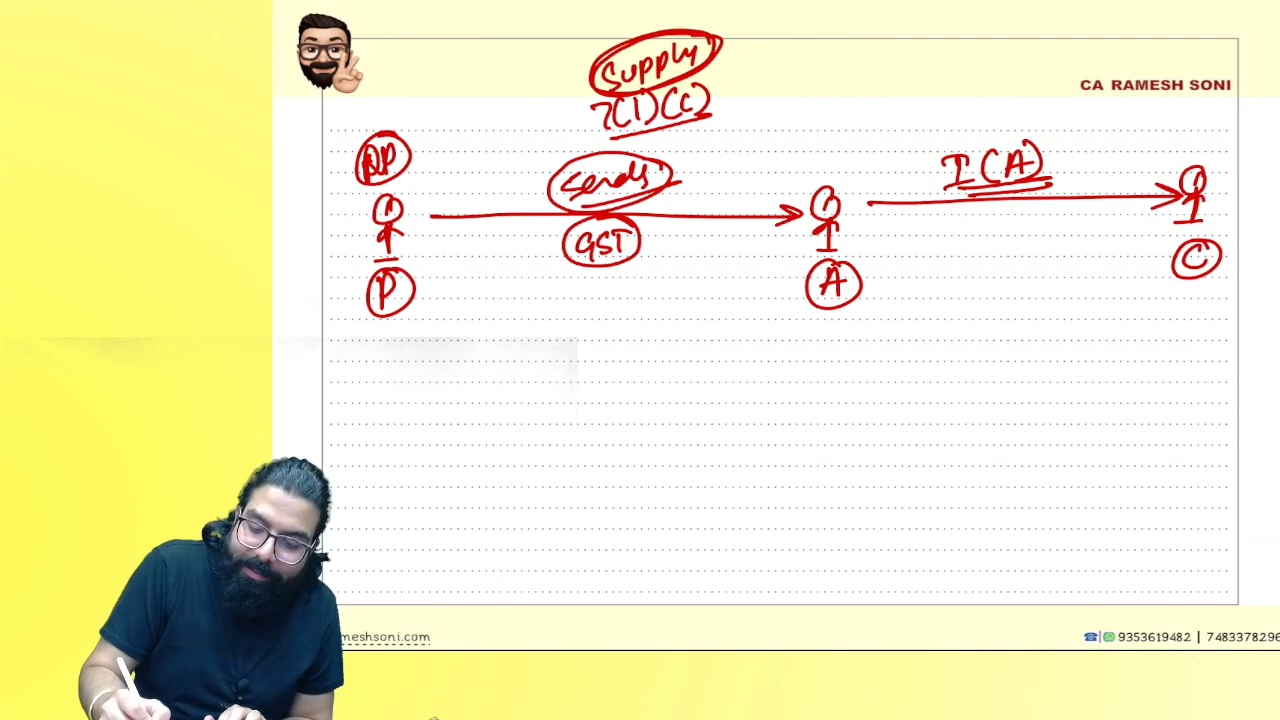 Supply
7(1)(c)
CA RAMESH SONI
Sends
I (A)
GST
P
A
C
meshsoni.com
9353619482 | 7483378296